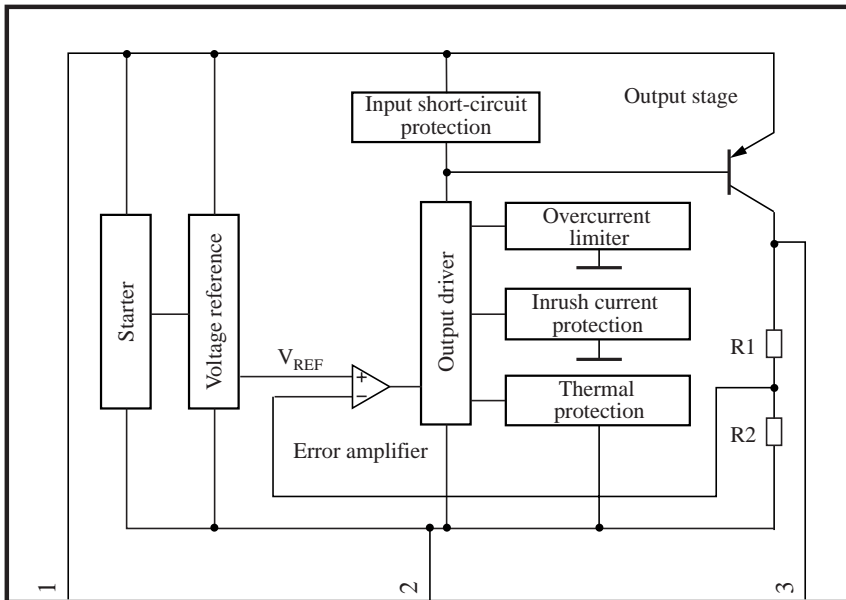 Input short-circuit
protection
Output stage
Starter
Voltage reference
Output driver
Overcurrent
limiter
Inrush current
protection
Thermal
protection
VREF
+
−
Error amplifier
R1
R2
1
2
3